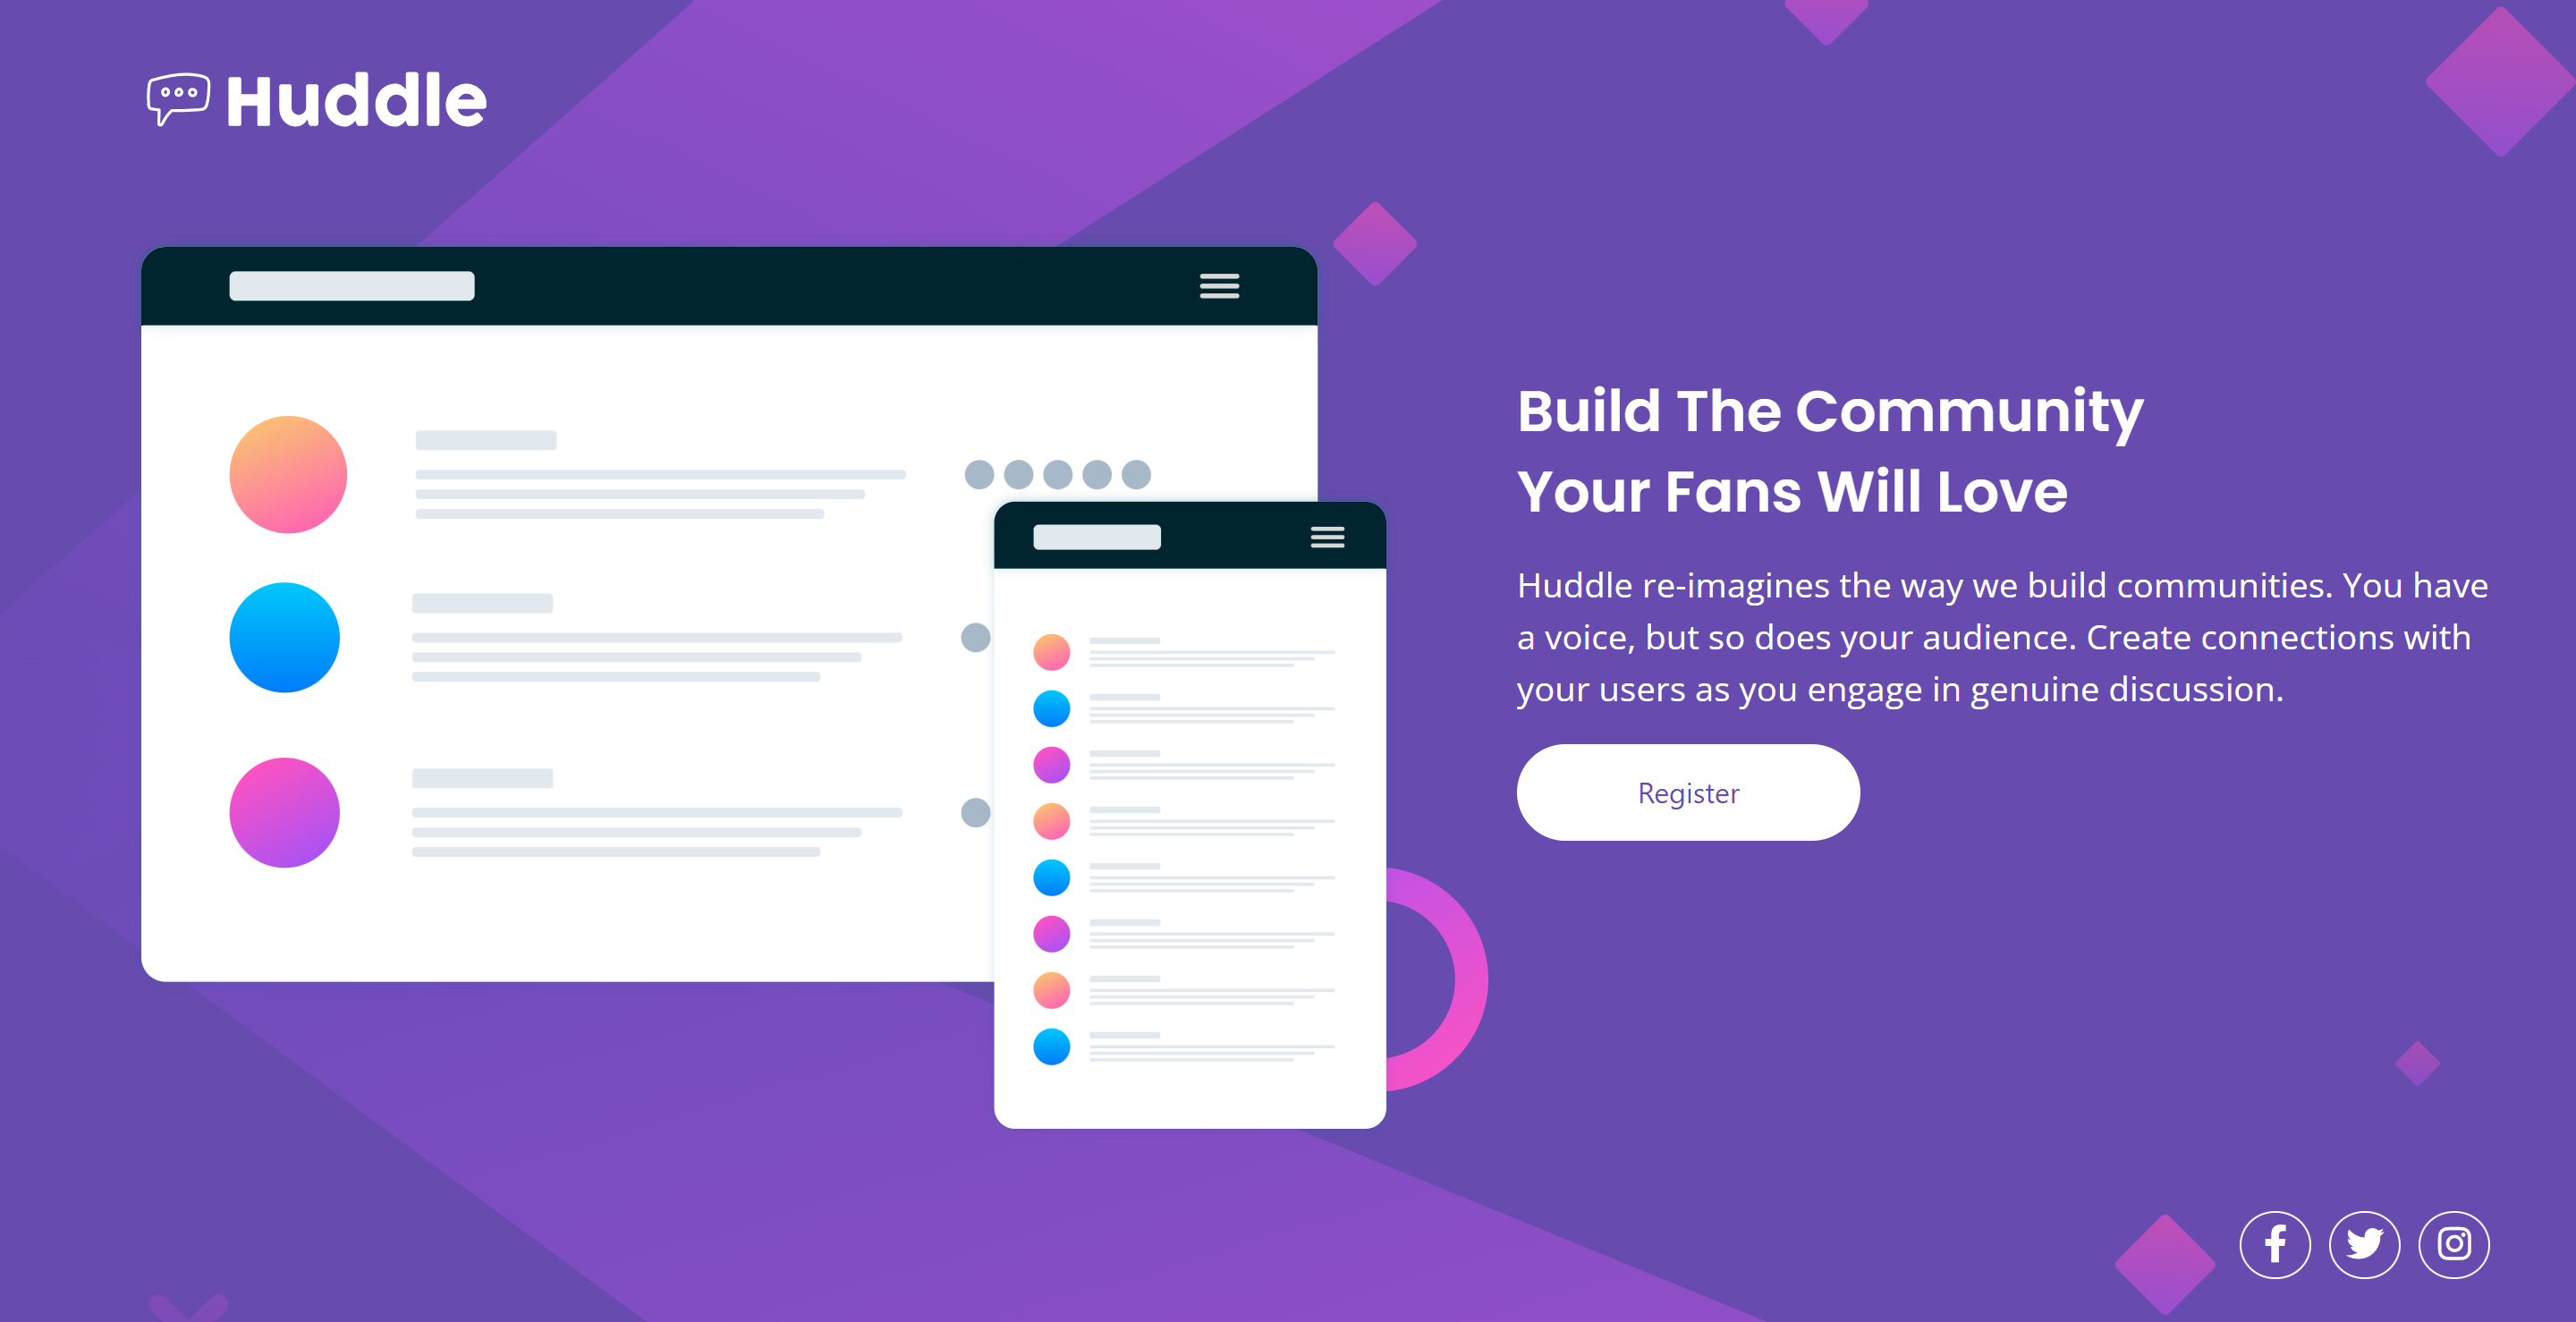 Huddle
Build The Community
Your Fans Will Love
Huddle re-imagines the way we build communities. You have
a voice, but so does your audience. Create connections with
your users as you engage in genuine discussion.
Register